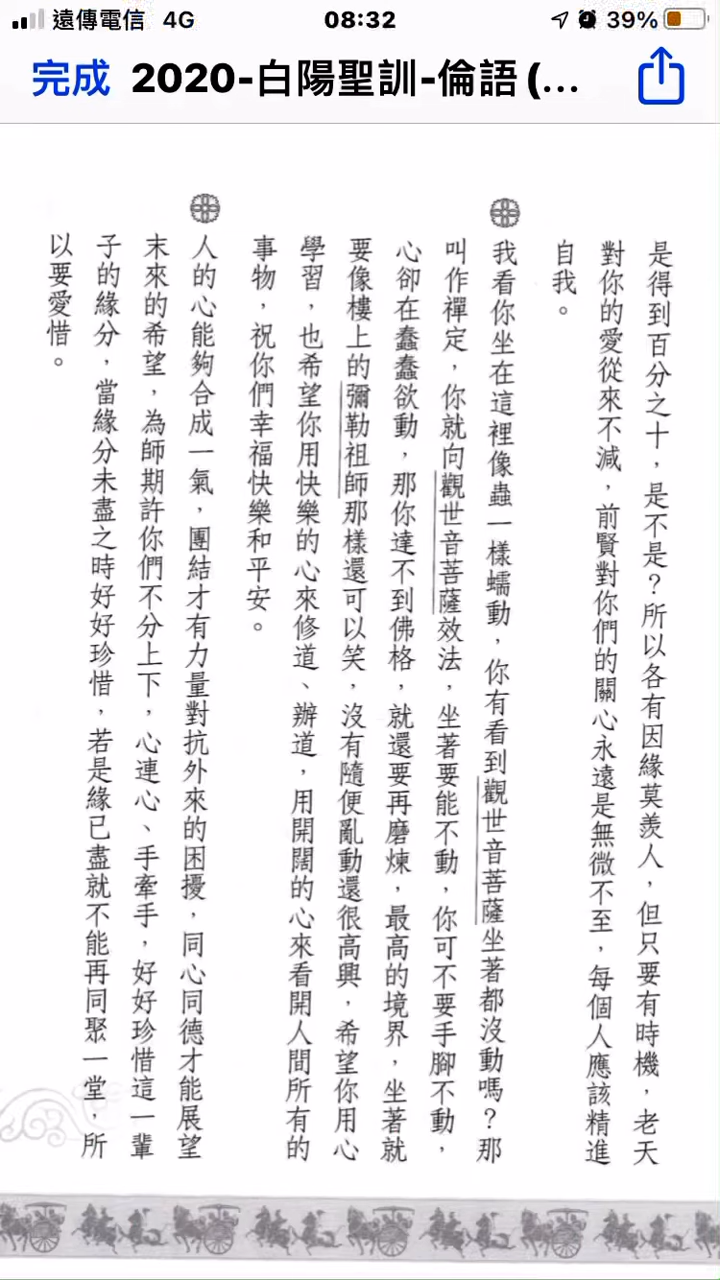 遠傳電信 4G 08:32 39%
完成 2020-白陽聖訓-倫語(...
是得到百分之十，是不是？所以各有因緣莫羨人，但只要有時機，老天
對你的愛從來不減，前賢對你們的關心永遠是無微不至，每個人應該精進
自我。
我看你坐在這裡像蟲一樣蠕動，你有看到觀世音菩薩坐著都沒動嗎？那
叫作禪定，你就向觀世音菩薩效法，坐著要能不動，你可不要手腳不動，
心卻在蠢蠢欲動，那你達不到佛格，就還要再磨煉，最高的境界，坐著就
要像樓上的彌勒祖師那樣還可以笑，沒有隨便亂動還很高興，希望你用心
學習，也希望你用快樂的心來修道、辦道，用開闊的心來看開人間所有的
事物，祝你們幸福快樂和平安。
人的心能夠合成一氣，團結才有力量對抗外來的困擾，同心同德才能展望
末來的希望，為師期許你們不分上下，心連心、手牽手，好好珍惜這一輩
子的緣分，當緣分未盡之時好好珍惜，若是緣已盡就不能再同聚一堂，所
以要愛惜。